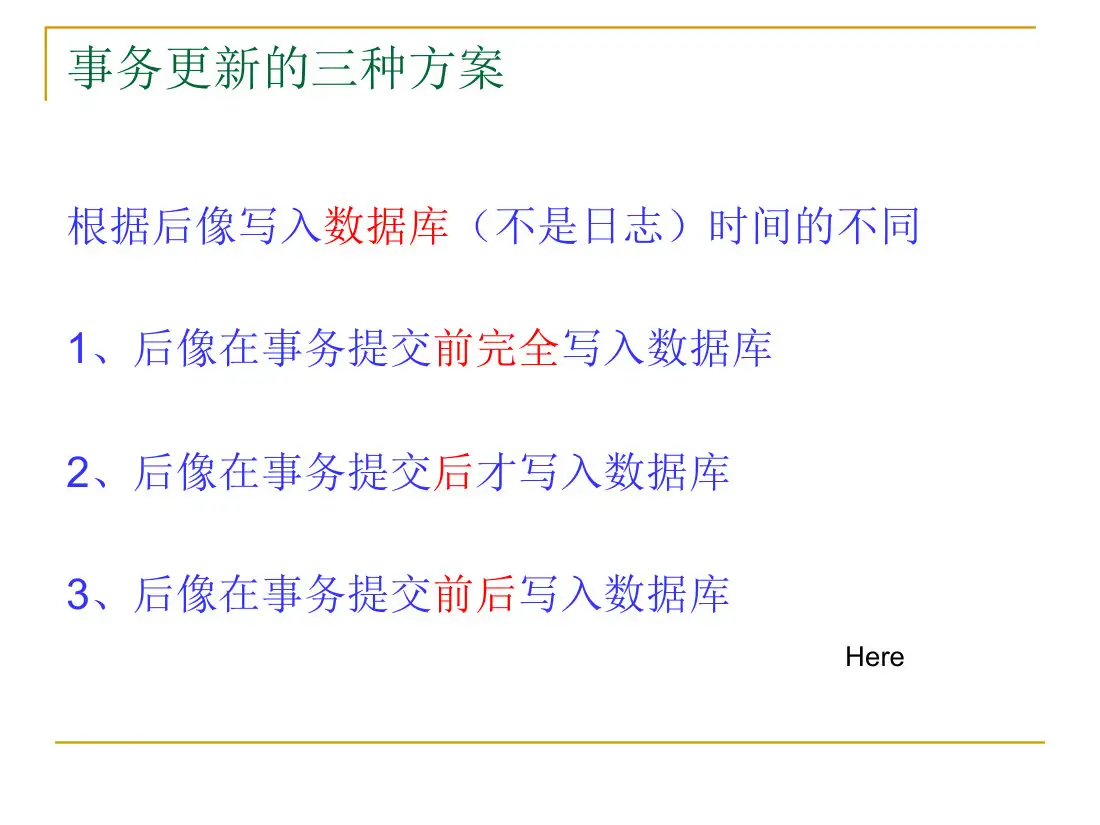 事务更新的三种方案
根据后像写入数据库（不是日志）时间的不同
1、后像在事务提交前完全写入数据库
2、后像在事务提交后才写入数据库
3、后像在事务提交前后写入数据库
Here